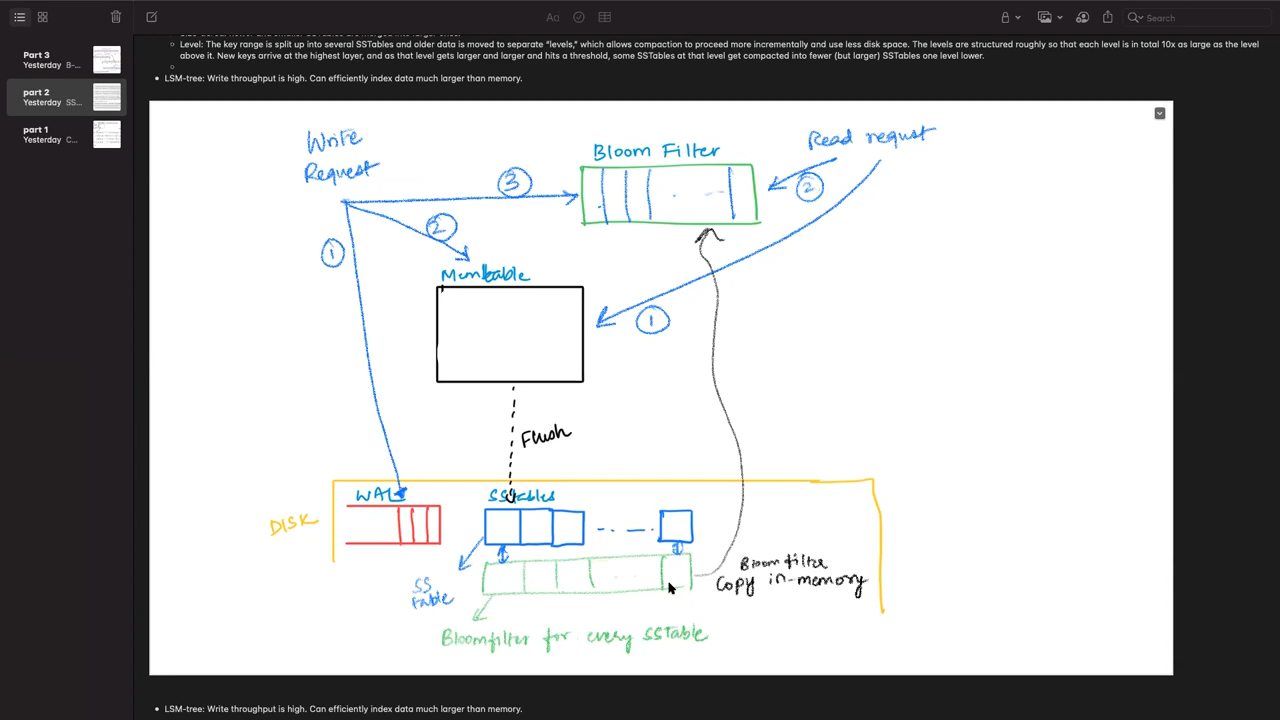 Search
Part 3
Yesterday B-...
part 2
Yesterday SS...
part 1
Yesterday C...
Level: The key range is split up into several SSTables and older data is moved to separate “levels,” which allows compaction to proceed more incrementally and use less disk space. The levels are structured roughly so that each level is in total 10x as large as the level
above it. New keys arrive at the highest layer, and as that level gets larger and larger and hits a threshold, some SSTables at that level get compacted into fewer (but larger) SSTables one level lower.
LSM-tree: Write throughput is high. Can efficiently index data much larger than memory.
Write
Request
Bloom Filter
Read requst
3
2
2
1
Memtable
1
Flush
DISK
WAL
SSTables
SS
table
Bloom filter
Copy in-memory
Bloomfilter for every SSTable
LSM-tree: Write throughput is high. Can efficiently index data much larger than memory.